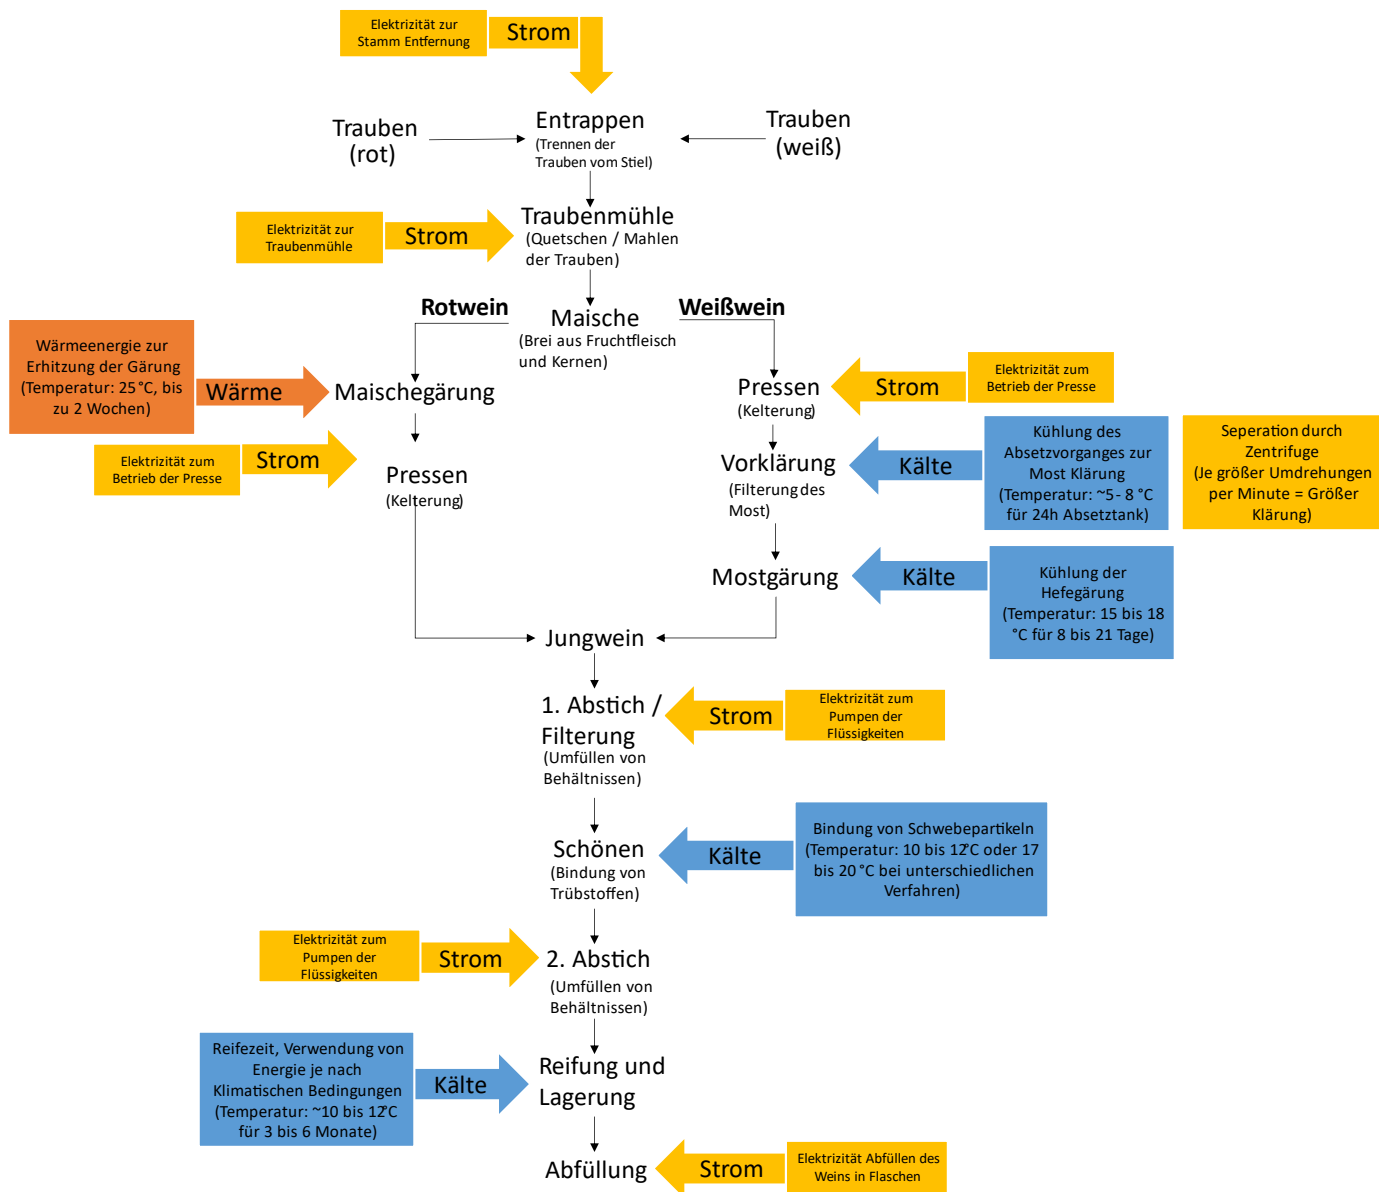 Elektrizität zur
Stamm Entfernung
Strom
Trauben
(rot)
Entrappen
(Trennen der
Trauben vom Stiel)
Trauben
(weiß)
Elektrizität zur
Traubenmühle
Strom
Traubenmühle
(Quetschen / Mahlen
der Trauben)
Rotwein
Weißwein
Maische
(Brei aus Fruchtfleisch
und Kernen)
Wärmeenergie zur
Erhitzung der Gärung
(Temperatur: 25 °C, bis
zu 2 Wochen)
Wärme
Maischegärung
Pressen
(Kelterung)
Strom
Elektrizität zum
Betrieb der Presse
Elektrizität zum
Betrieb der Presse
Strom
Pressen
(Kelterung)
Vorklärung
(Filterung des
Most)
Kälte
Kühlung des
Absetzvorganges zur
Most Klärung
(Temperatur: ~5- 8 °C
für 24h Absetztank)
Seperation durch
Zentrifuge
(Je größer Umdrehungen
per Minute = Größer
Klärung)
Mostgärung
Kälte
Kühlung der
Hefegärung
(Temperatur: 15 bis 18
°C für 8 bis 21 Tage)
Jungwein
1. Abstich /
Filterung
(Umfüllen von
Behältnissen)
Strom
Elektrizität zum
Pumpen der
Flüssigkeiten
Schönen
(Bindung von
Trübstoffen)
Kälte
Bindung von Schwebepartikeln
(Temperatur: 10 bis 12°C oder 17
bis 20 °C bei unterschiedlichen
Verfahren)
Elektrizität zum
Pumpen der
Flüssigkeiten
Strom
2. Abstich
(Umfüllen von
Behältnissen)
Reifezeit, Verwendung von
Energie je nach
Klimatischen Bedingungen
(Temperatur: ~10 bis 12°C
für 3 bis 6 Monate)
Kälte
Reifung und
Lagerung
Abfüllung
Strom
Elektrizität Abfüllen des
Weins in Flaschen